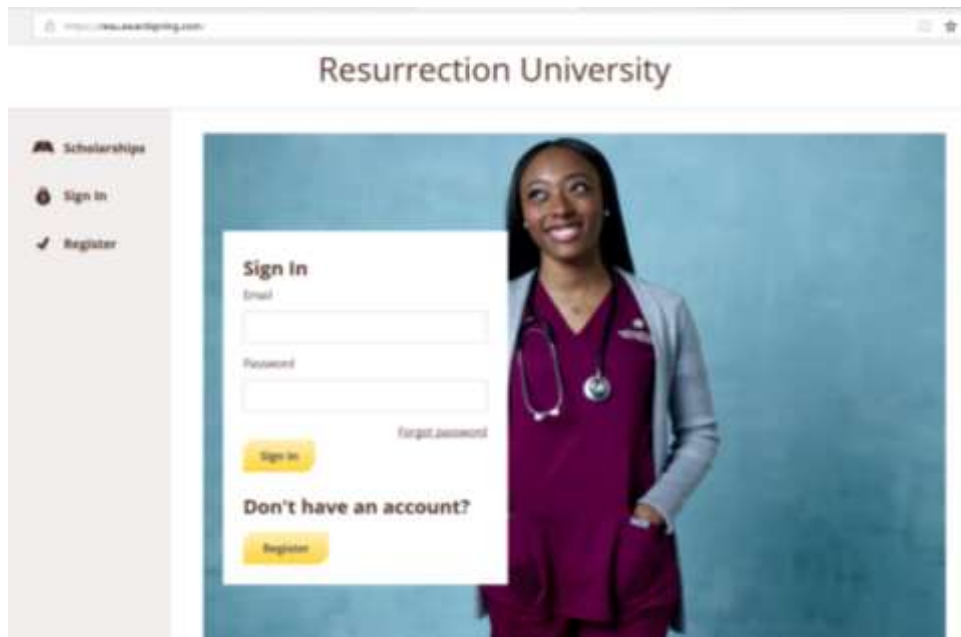 Resurrection University
Scholarships
Sign In
Register
Sign In
Email
Password
Forgot password
Sign In
Don't have an account?
Register